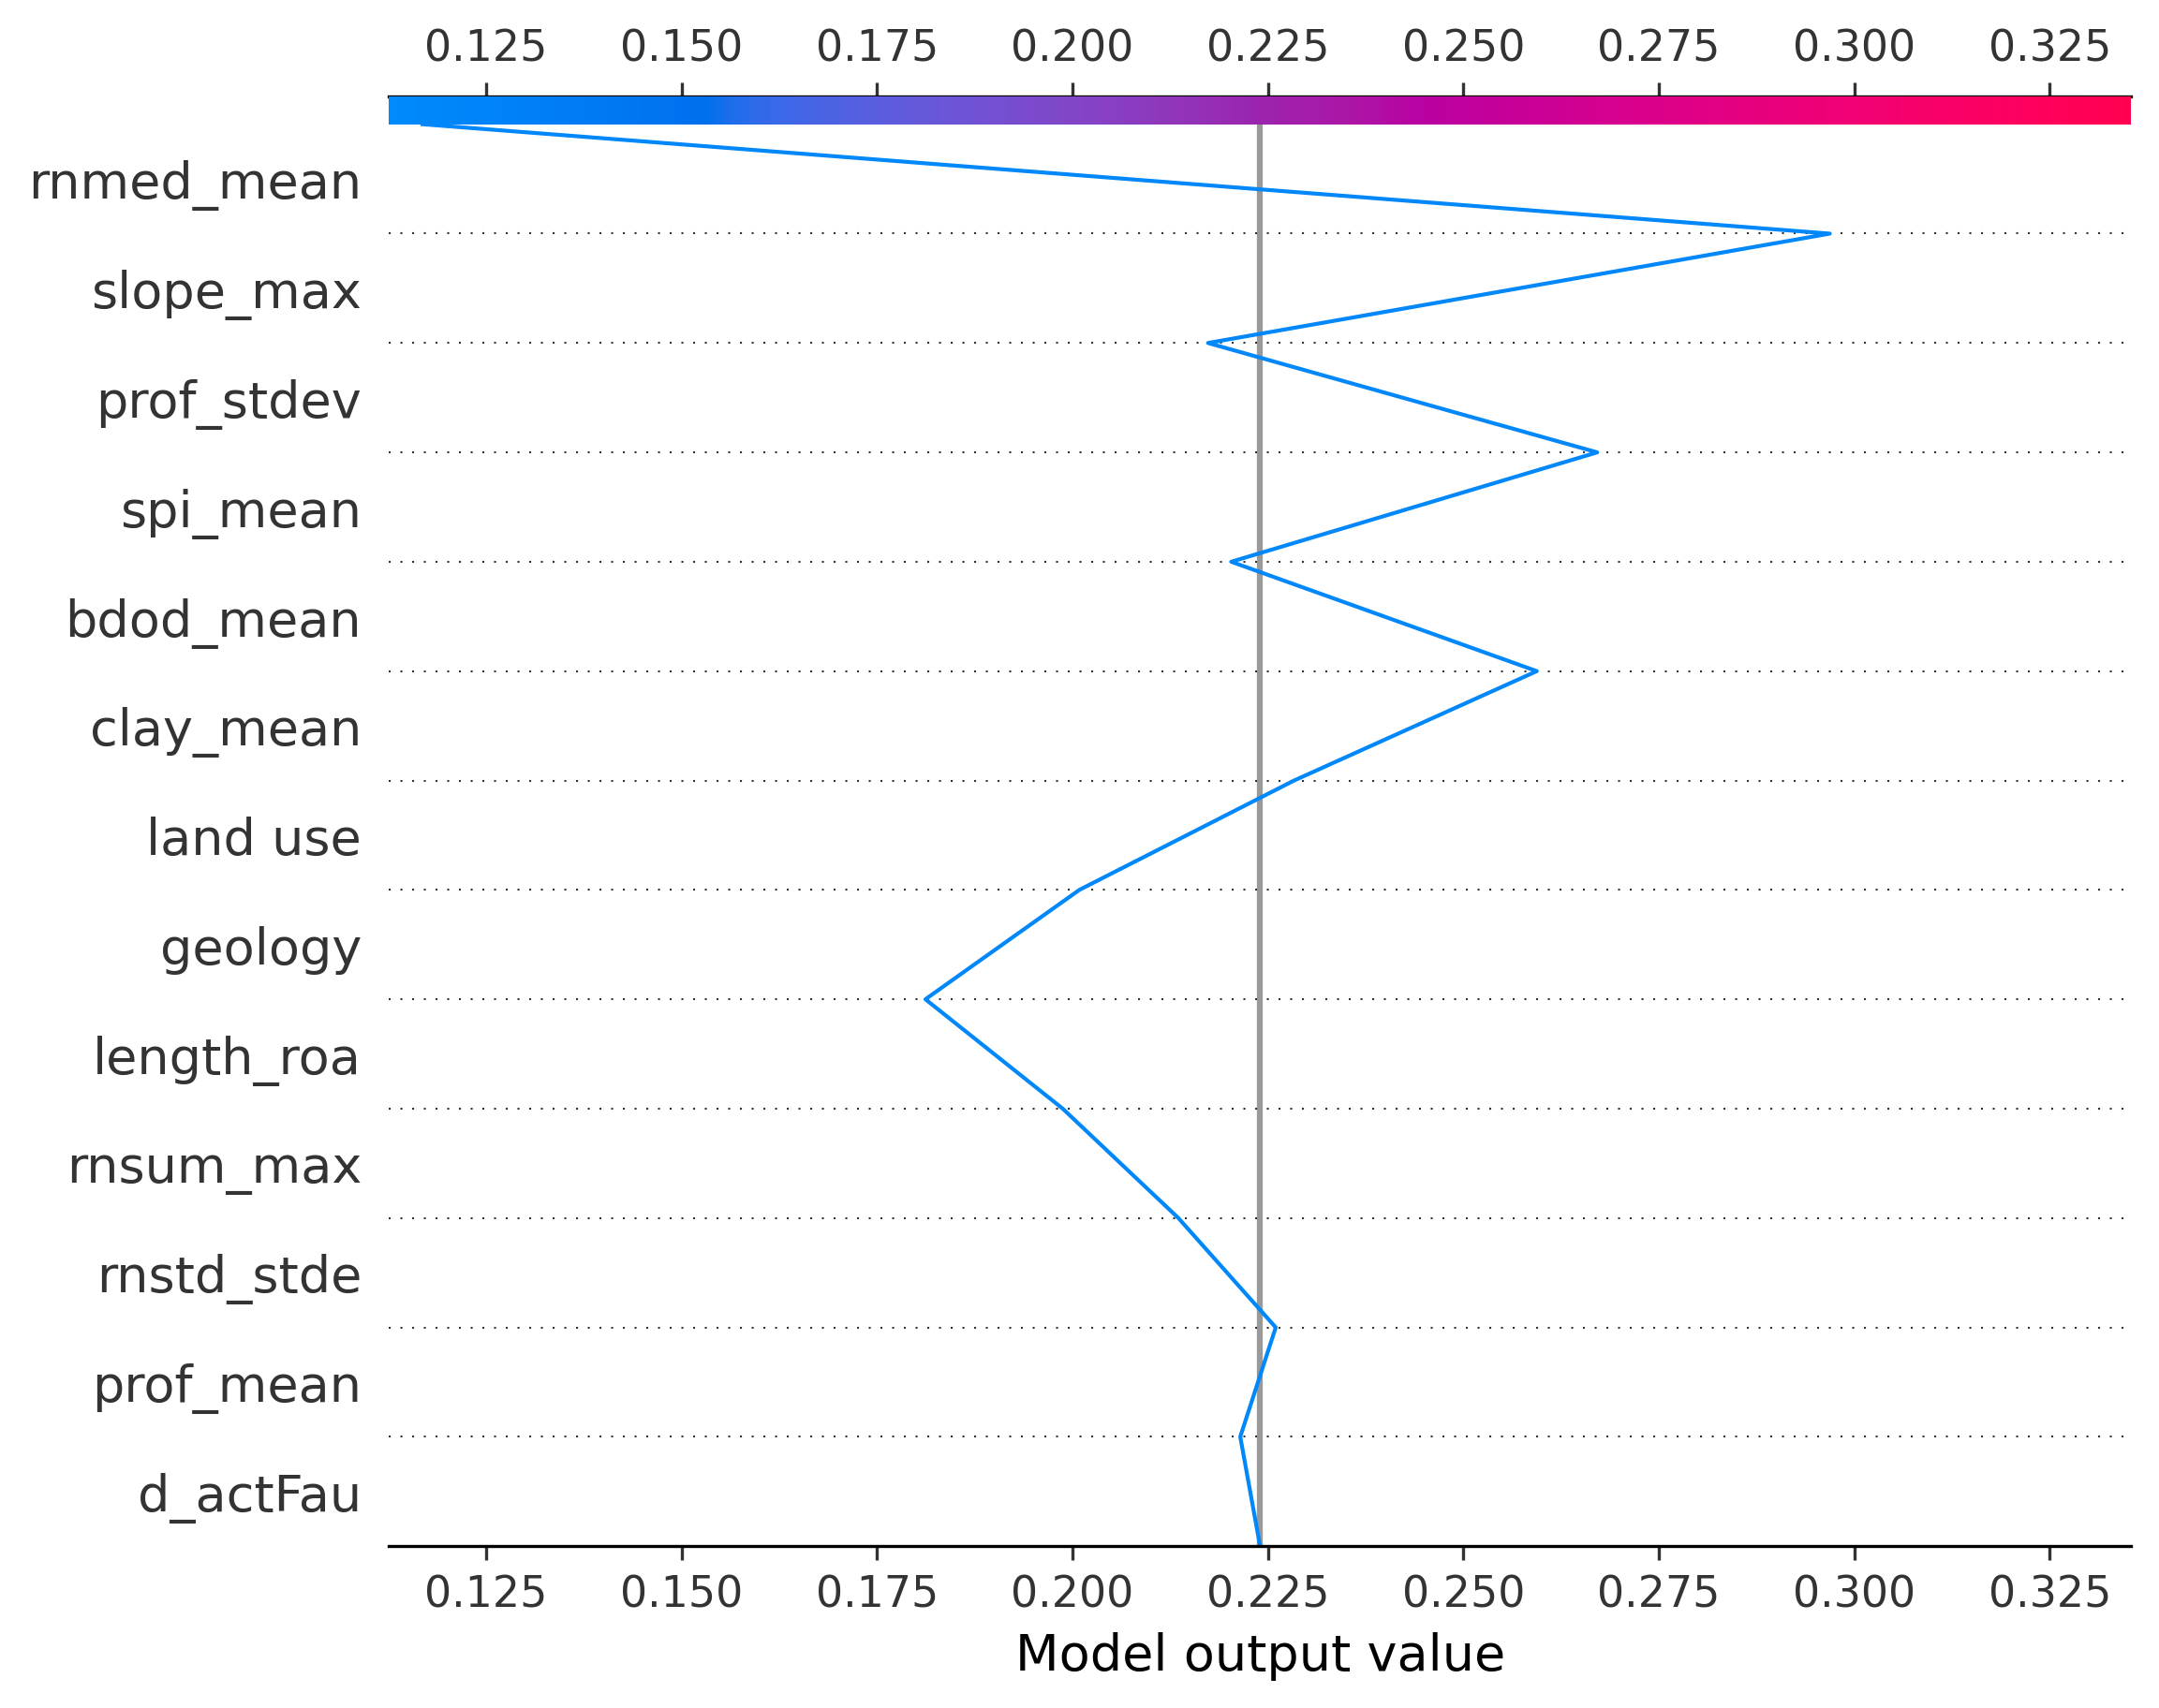 0.125 0.150 0.175 0.200 0.225 0.250 0.275 0.300 0.325
rnmed_mean
slope_max
prof_stdev
spi_mean
bdod_mean
clay_mean
land use
geology
length_roa
rnsum_max
rnstd_stde
prof_mean
d_actFau
0.125 0.150 0.175 0.200 0.225 0.250 0.275 0.300 0.325
Model output value